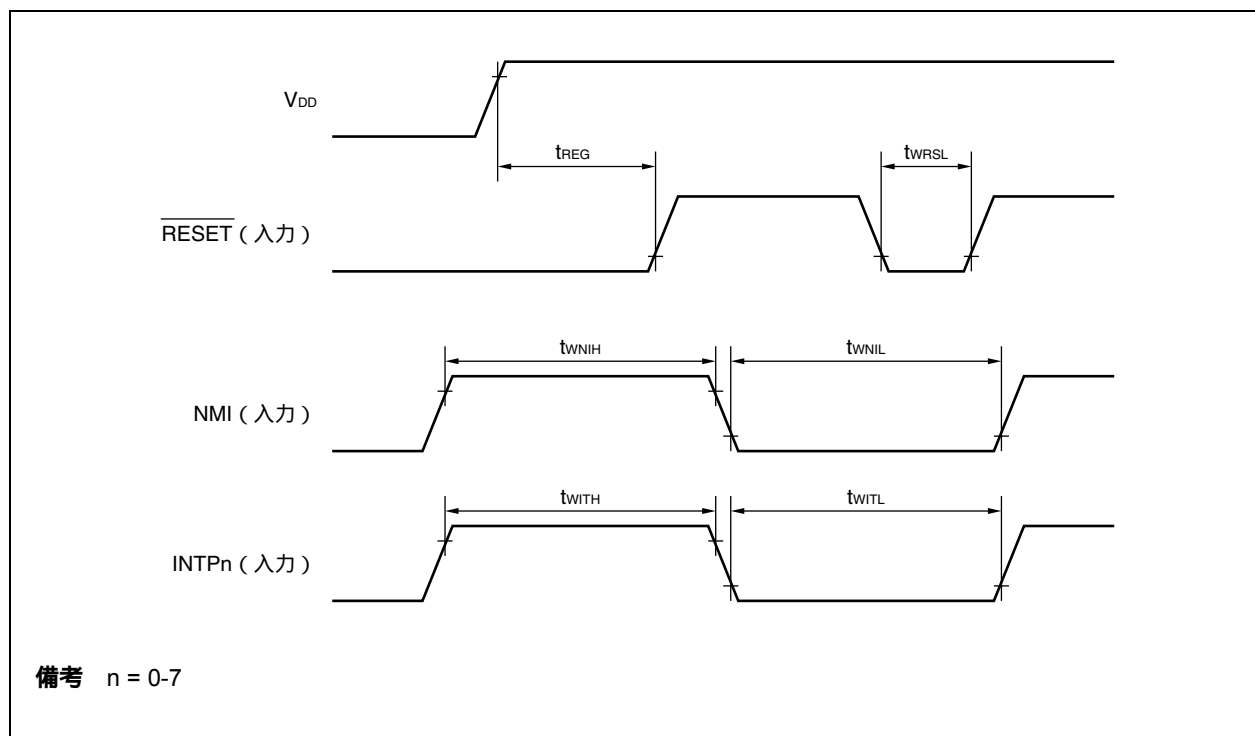 VDD
tREG
tWRSL
RESET（入力）
tWNIH
tWNIL
NMI（入力）
tWITH
tWITL
INTPn（入力）
備考 n = 0-7